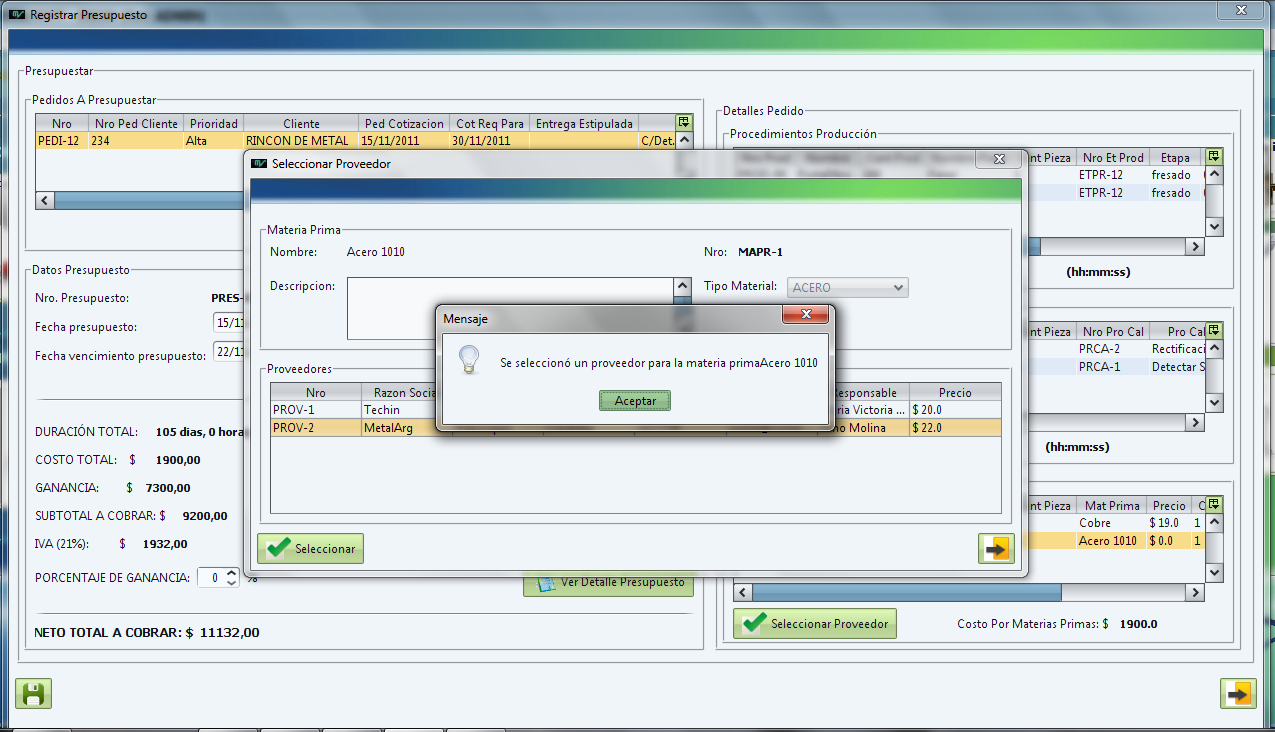 Registrar Presupuesto
Presupuestar
Pedidos A Presupuestar
Nro Nro Ped Cliente Prioridad Cliente Ped Cotizacion Cot Req Para Entrega Estipulada
PEDI-12 234 Alta RINCON DE METAL 15/11/2011 30/11/2011 C/Det.
Datos Presupuesto
Nro. Presupuesto: PRES-
Fecha presupuesto: 15/11
Fecha vencimiento presupuesto: 22/11
DURACIÓN TOTAL: 105 dias, 0 hora
COSTO TOTAL: $ 1900,00
GANANCIA: $ 7300,00
SUBTOTAL A COBRAR: $ 9200,00
IVA (21%): $ 1932,00
PORCENTAJE DE GANANCIA: 0 %
Ver Detalle Presupuesto
NETO TOTAL A COBRAR: $ 11132,00
Detalles Pedido
Procedimientos Producción
nt Pieza Nro Et Prod Etapa
ETPR-12 fresado
ETPR-12 fresado
(hh:mm:ss)
nt Pieza Nro Pro Cal Pro Cal
PRCA-2 Rectificaci
PRCA-1 Detectar S
(hh:mm:ss)
nt Pieza Mat Prima Precio C
Cobre $ 19.0 1
Acero 1010 $ 0.0 1
Seleccionar Proveedor
Costo Por Materias Primas: $ 1900.0
Seleccionar Proveedor
Materia Prima
Nombre: Acero 1010 Nro: MAPR-1
Descripcion: Tipo Material: ACERO
Proveedores
Nro Razon Socia Responsable Precio
PROV-1 Techin ria Victoria ... $ 20.0
PROV-2 MetalArg no Molina $ 22.0
Seleccionar
Mensaje
Se seleccionó un proveedor para la materia primaAcero 1010
Aceptar